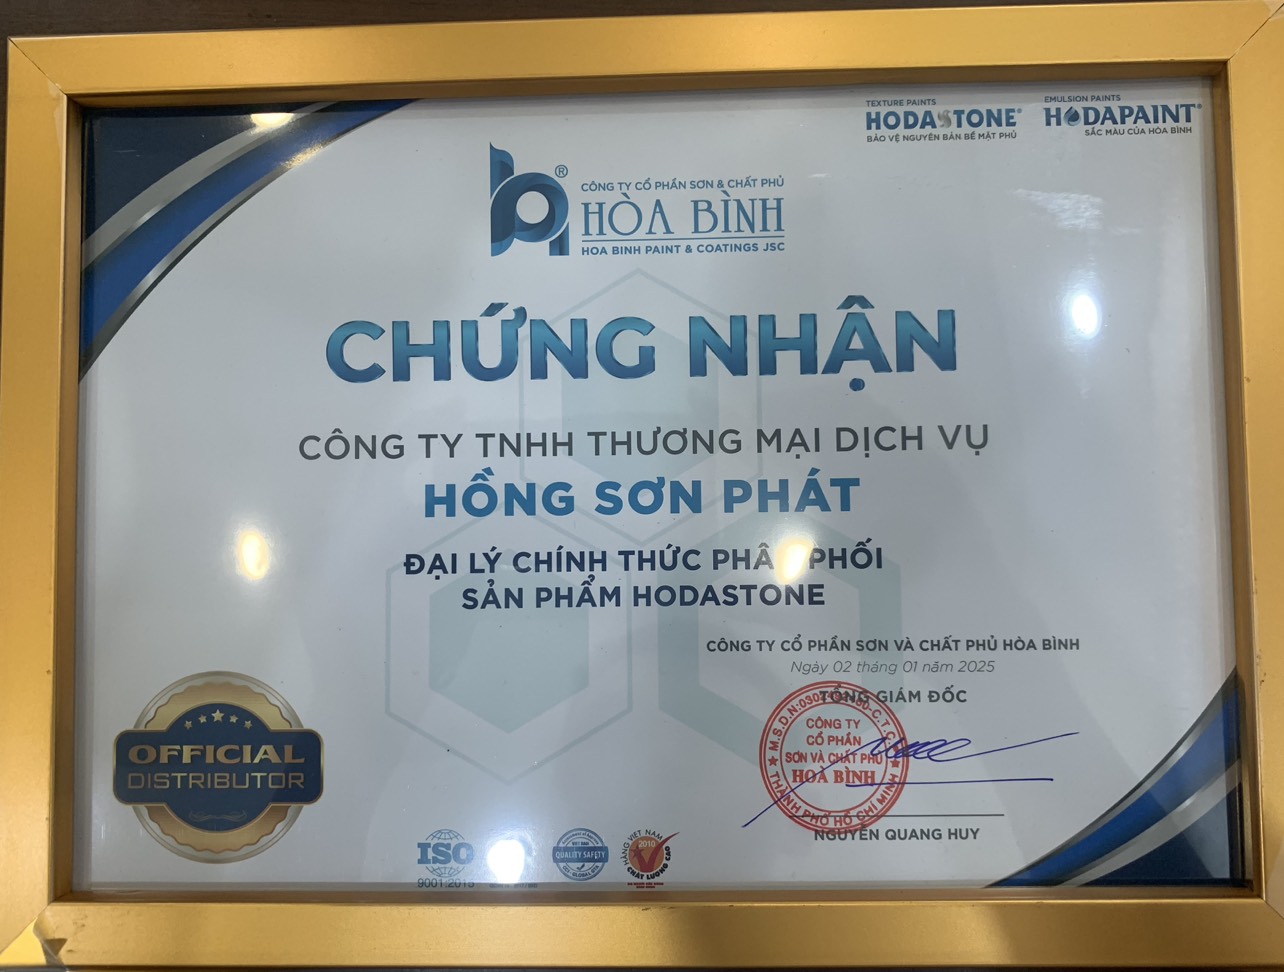 TEXTURE PAINTS
HODASTONE®
BẢO VỆ NGUYÊN BẢN BỀ MẶT PHỦ
EMULSION PAINTS
HODAPAINT®
SẮC MÀU CỦA HÒA BÌNH
®
CÔNG TY CỔ PHẦN SƠN & CHẤT PHỦ
HÒA BÌNH
HOA BINH PAINT & COATINGS JSC
CHỨNG NHẬN
CÔNG TY TNHH THƯƠNG MẠI DỊCH VỤ
HỒNG SƠN PHÁT
ĐẠI LÝ CHÍNH THỨC PHÂN PHỐI
SẢN PHẨM HODASTONE
CÔNG TY CỔ PHẦN SƠN VÀ CHẤT PHỦ HÒA BÌNH
Ngày 02 tháng 01 năm 2025
TỔNG GIÁM ĐỐC
CÔNG TY
CỔ PHẦN
SƠN VÀ CHẤT PHỦ
HOÀ BÌNH
THÀNH PHỐ HỒ CHÍ MINH
NGUYỄN QUANG HUY
OFFICIAL
DISTRIBUTOR
ISO
9001:2015
QUALITY SAFETY
HÀNG VIỆT NAM
2010
CHẤT LƯỢNG CAO